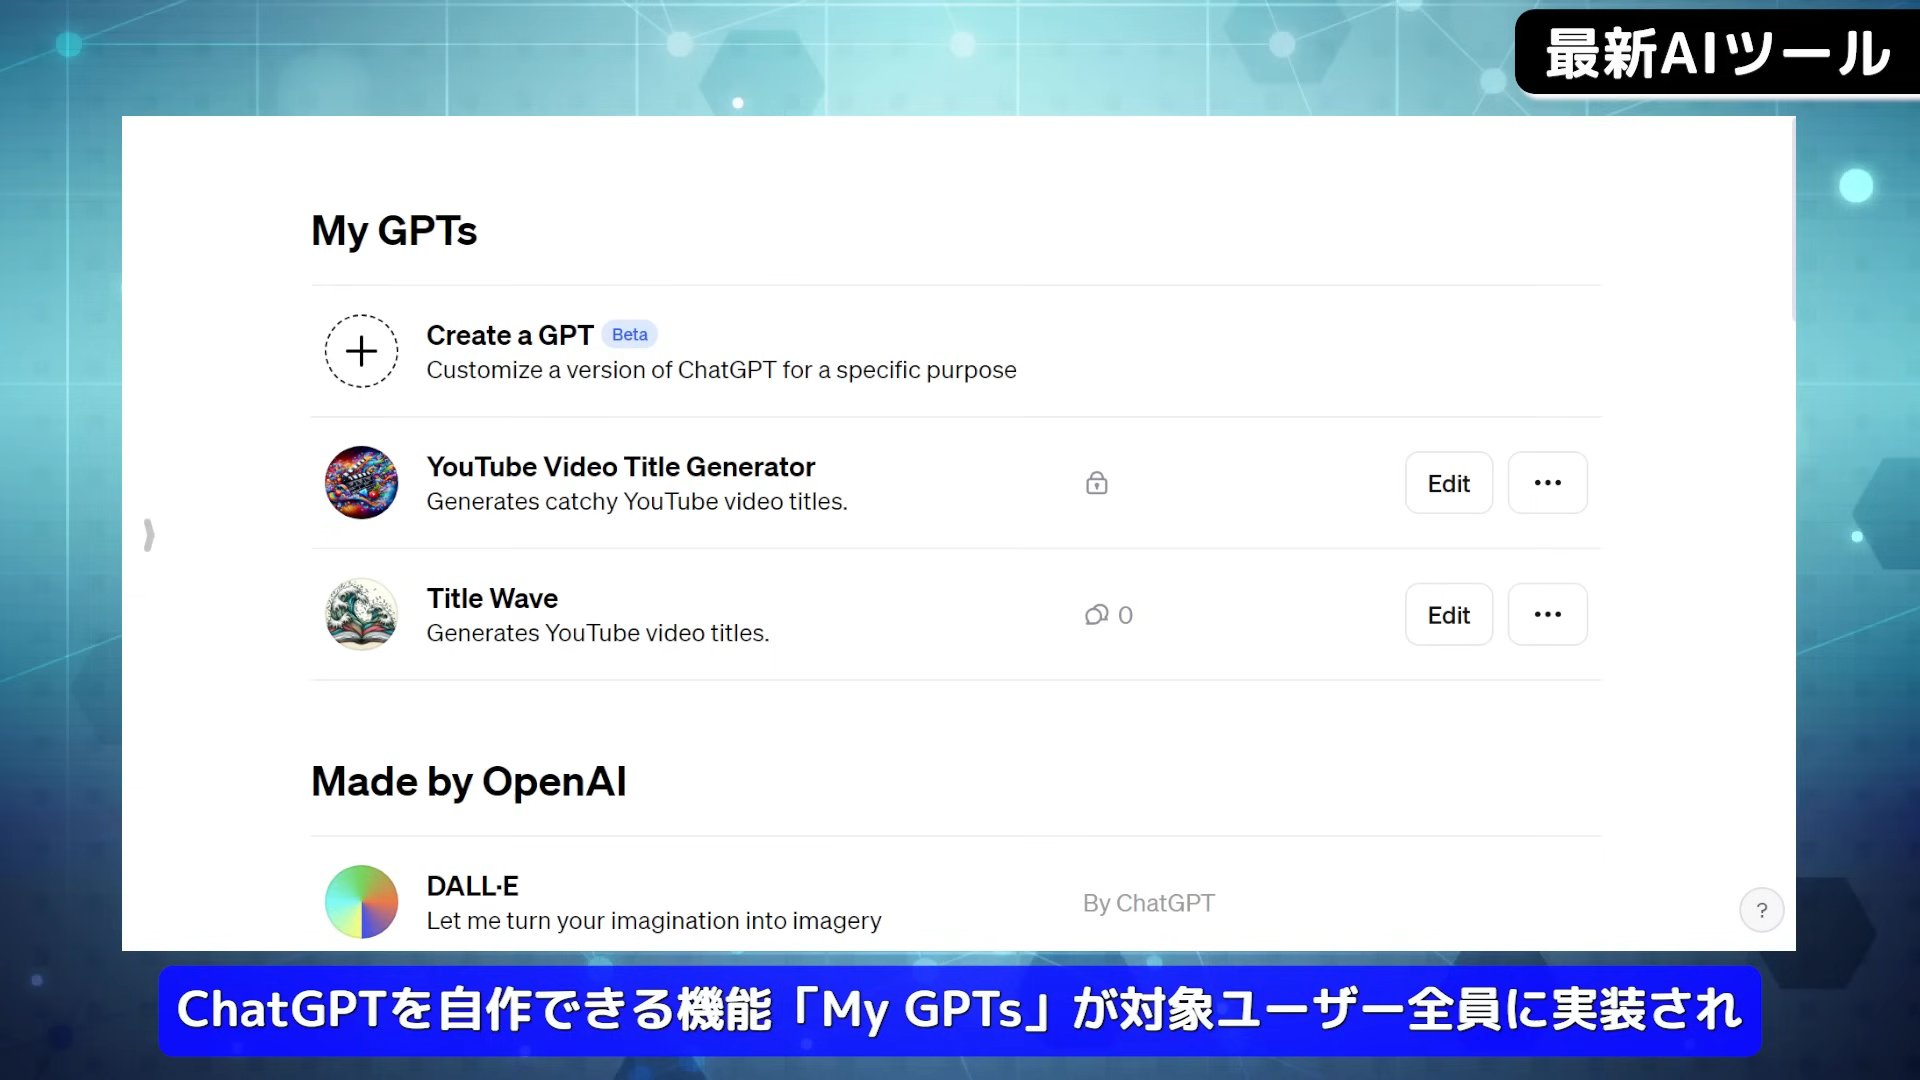 最新AIツール
My GPTs
Create a GPT Beta
Customize a version of ChatGPT for a specific purpose
YouTube Video Title Generator
Generates catchy YouTube video titles.
Edit ...
Title Wave
Generates YouTube video titles.
0
Edit ...
Made by OpenAI
DALL·E
Let me turn your imagination into imagery
By ChatGPT
?
ChatGPTを自作できる機能「My GPTs」が対象ユーザー全員に実装され